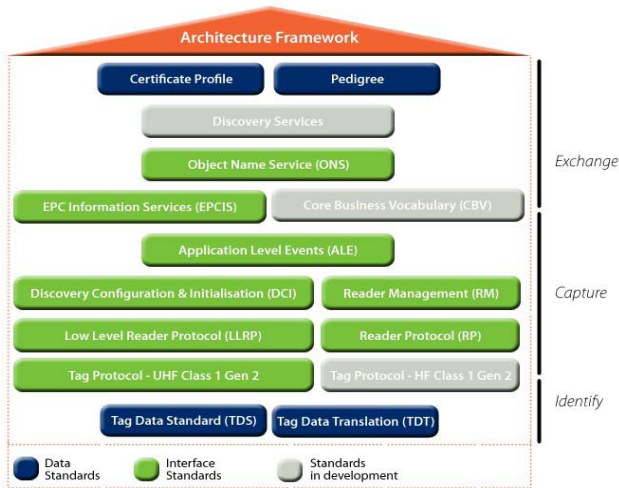 Architecture Framework
Certificate Profile
Pedigree
Discovery Services
Object Name Service (ONS)
Exchange
EPC Information Services (EPCIS)
Core Business Vocabulary (CBV)
Application Level Events (ALE)
Discovery Configuration & Initialisation (DCI)
Reader Management (RM)
Capture
Low Level Reader Protocol (LLRP)
Reader Protocol (RP)
Tag Protocol - UHF Class 1 Gen 2
Tag Protocol - HF Class 1 Gen 2
Identify
Tag Data Standard (TDS)
Tag Data Translation (TDT)
Data
Standards
Interface
Standards
Standards
in development